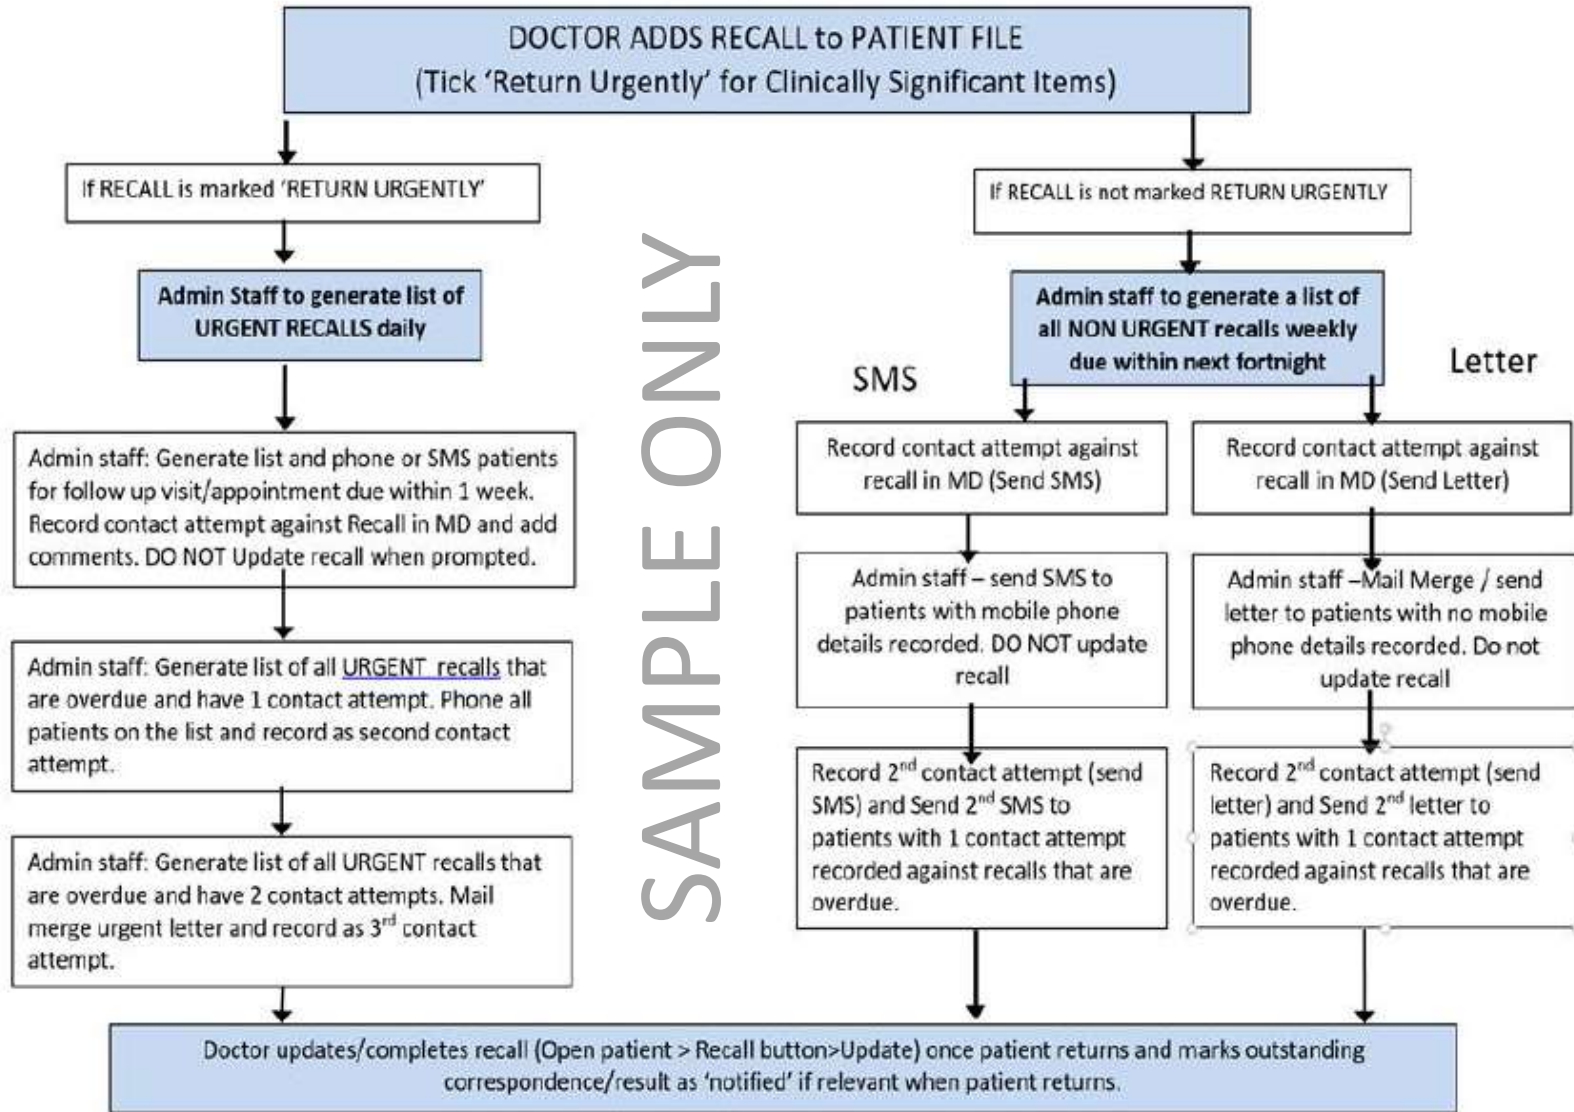 DOCTOR ADDS RECALL to PATIENT FILE
(Tick ‘Return Urgently’ for Clinically Significant Items)
If RECALL is marked ‘RETURN URGENTLY’
Admin Staff to generate list of
URGENT RECALLS daily
Admin staff: Generate list and phone or SMS patients
for follow up visit/appointment due within 1 week.
Record contact attempt against Recall in MD and add
comments. DO NOT Update recall when prompted.
Admin staff: Generate list of all URGENT recalls that
are overdue and have 1 contact attempt. Phone all
patients on the list and record as second contact
attempt.
Admin staff: Generate list of all URGENT recalls that
are overdue and have 2 contact attempts. Mail
merge urgent letter and record as 3rd contact
attempt.
SAMPLE ONLY
If RECALL is not marked RETURN URGENTLY
Admin staff to generate a list of
all NON URGENT recalls weekly
due within next fortnight
SMS
Record contact attempt against
recall in MD (Send SMS)
Admin staff – send SMS to
patients with mobile phone
details recorded. DO NOT update
recall
Record 2nd contact attempt (send
SMS) and Send 2nd SMS to
patients with 1 contact attempt
recorded against recalls that are
overdue.
Letter
Record contact attempt against
recall in MD (Send Letter)
Admin staff –Mail Merge / send
letter to patients with no mobile
phone details recorded. Do not
update recall
Record 2nd contact attempt (send
letter) and Send 2nd letter to
patients with 1 contact attempt
recorded against recalls that are
overdue.
Doctor updates/completes recall (Open patient > Recall button>Update) once patient returns and marks outstanding
correspondence/result as ‘notified’ if relevant when patient returns.